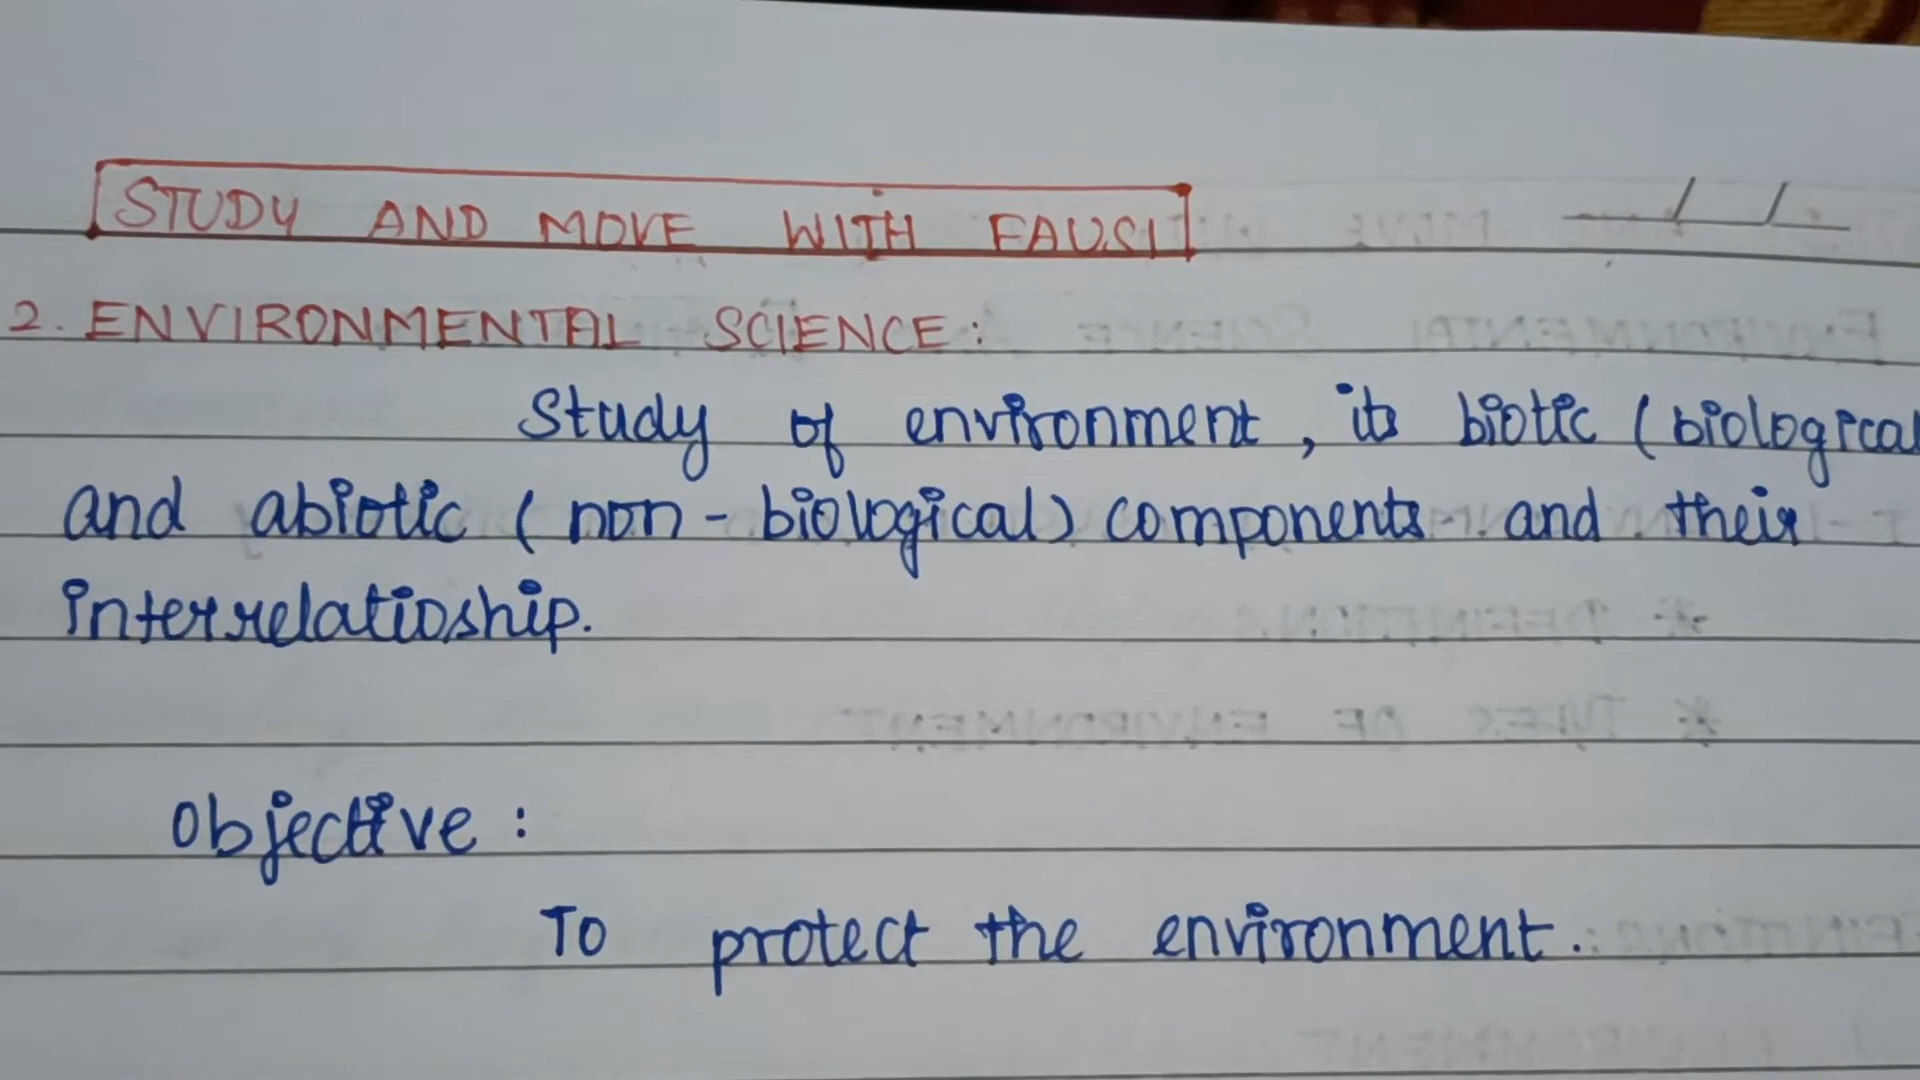 STUDY AND MOVE WITH FAUSI
2. ENVIRONMENTAL SCIENCE:
Study of environment, its biotic (biological
and abiotic (non-biological) components and their
interrelatioship.
Objective:
To protect the environment.